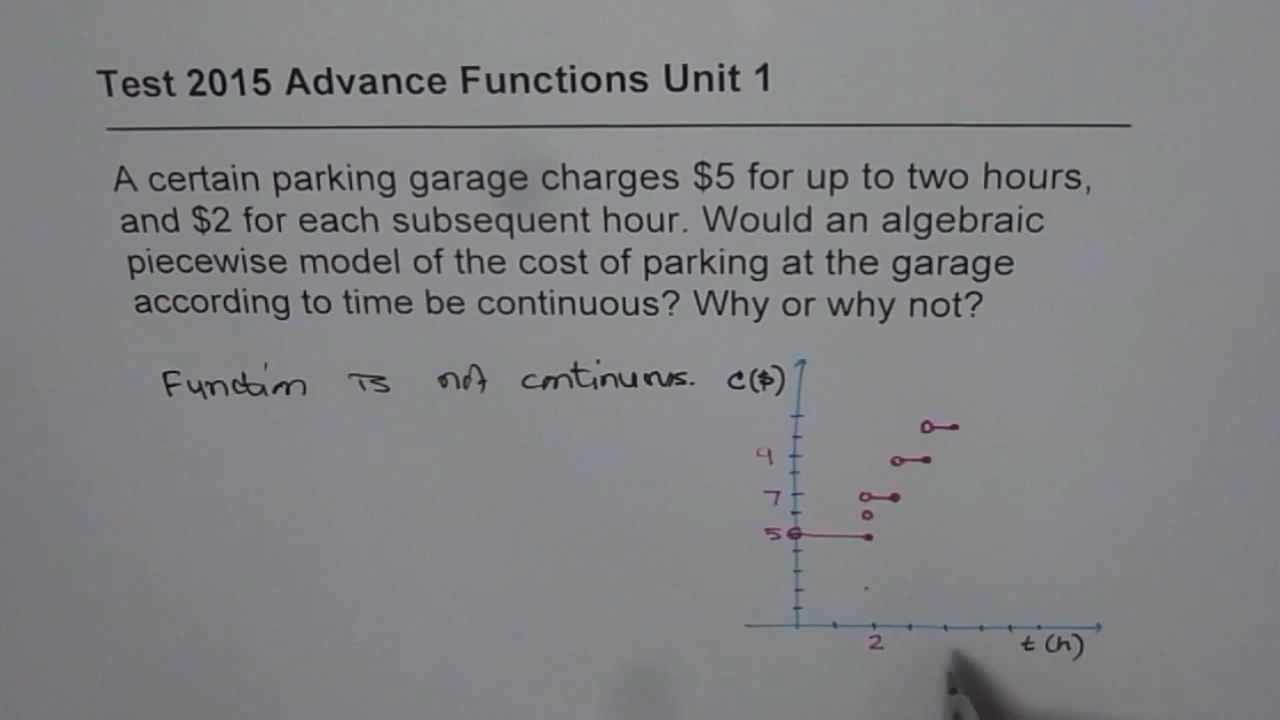 Test 2015 Advance Functions Unit 1
A certain parking garage charges $5 for up to two hours,
and $2 for each subsequent hour. Would an algebraic
piecewise model of the cost of parking at the garage
according to time be continuous? Why or why not?
Function is not continuous. C($)
9
7
5
2 t(h)